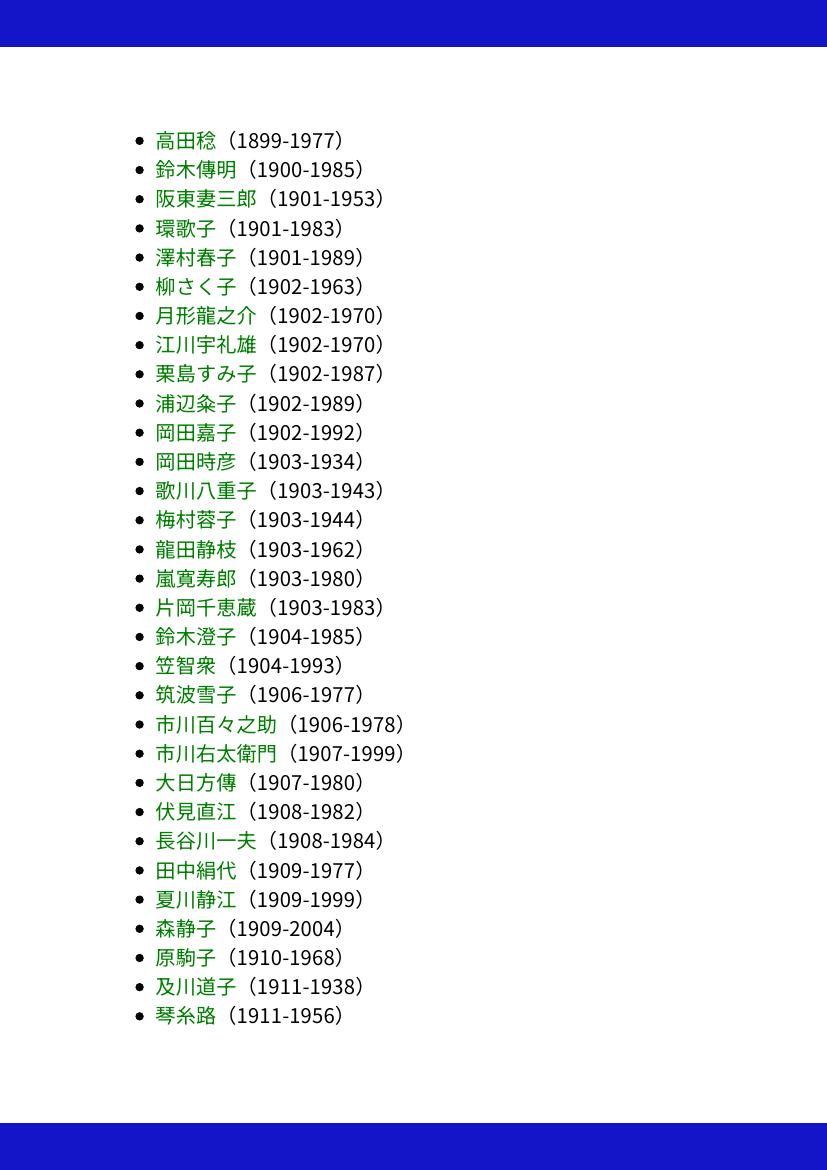 高田稔（1899-1977）
鈴木傳明（1900-1985）
阪東妻三郎（1901-1953）
環歌子（1901-1983）
澤村春子（1901-1989）
柳さく子（1902-1963）
月形龍之介（1902-1970）
江川宇礼雄（1902-1970）
栗島すみ子（1902-1987）
浦辺粂子（1902-1989）
岡田嘉子（1902-1992）
岡田時彦（1903-1934）
歌川八重子（1903-1943）
梅村蓉子（1903-1944）
龍田静枝（1903-1962）
嵐寛寿郎（1903-1980）
片岡千恵蔵（1903-1983）
鈴木澄子（1904-1985）
笠智衆（1904-1993）
筑波雪子（1906-1977）
市川百々之助（1906-1978）
市川右太衛門（1907-1999）
大日方傳（1907-1980）
伏見直江（1908-1982）
長谷川一夫（1908-1984）
田中絹代（1909-1977）
夏川静江（1909-1999）
森静子（1909-2004）
原駒子（1910-1968）
及川道子（1911-1938）
琴糸路（1911-1956）